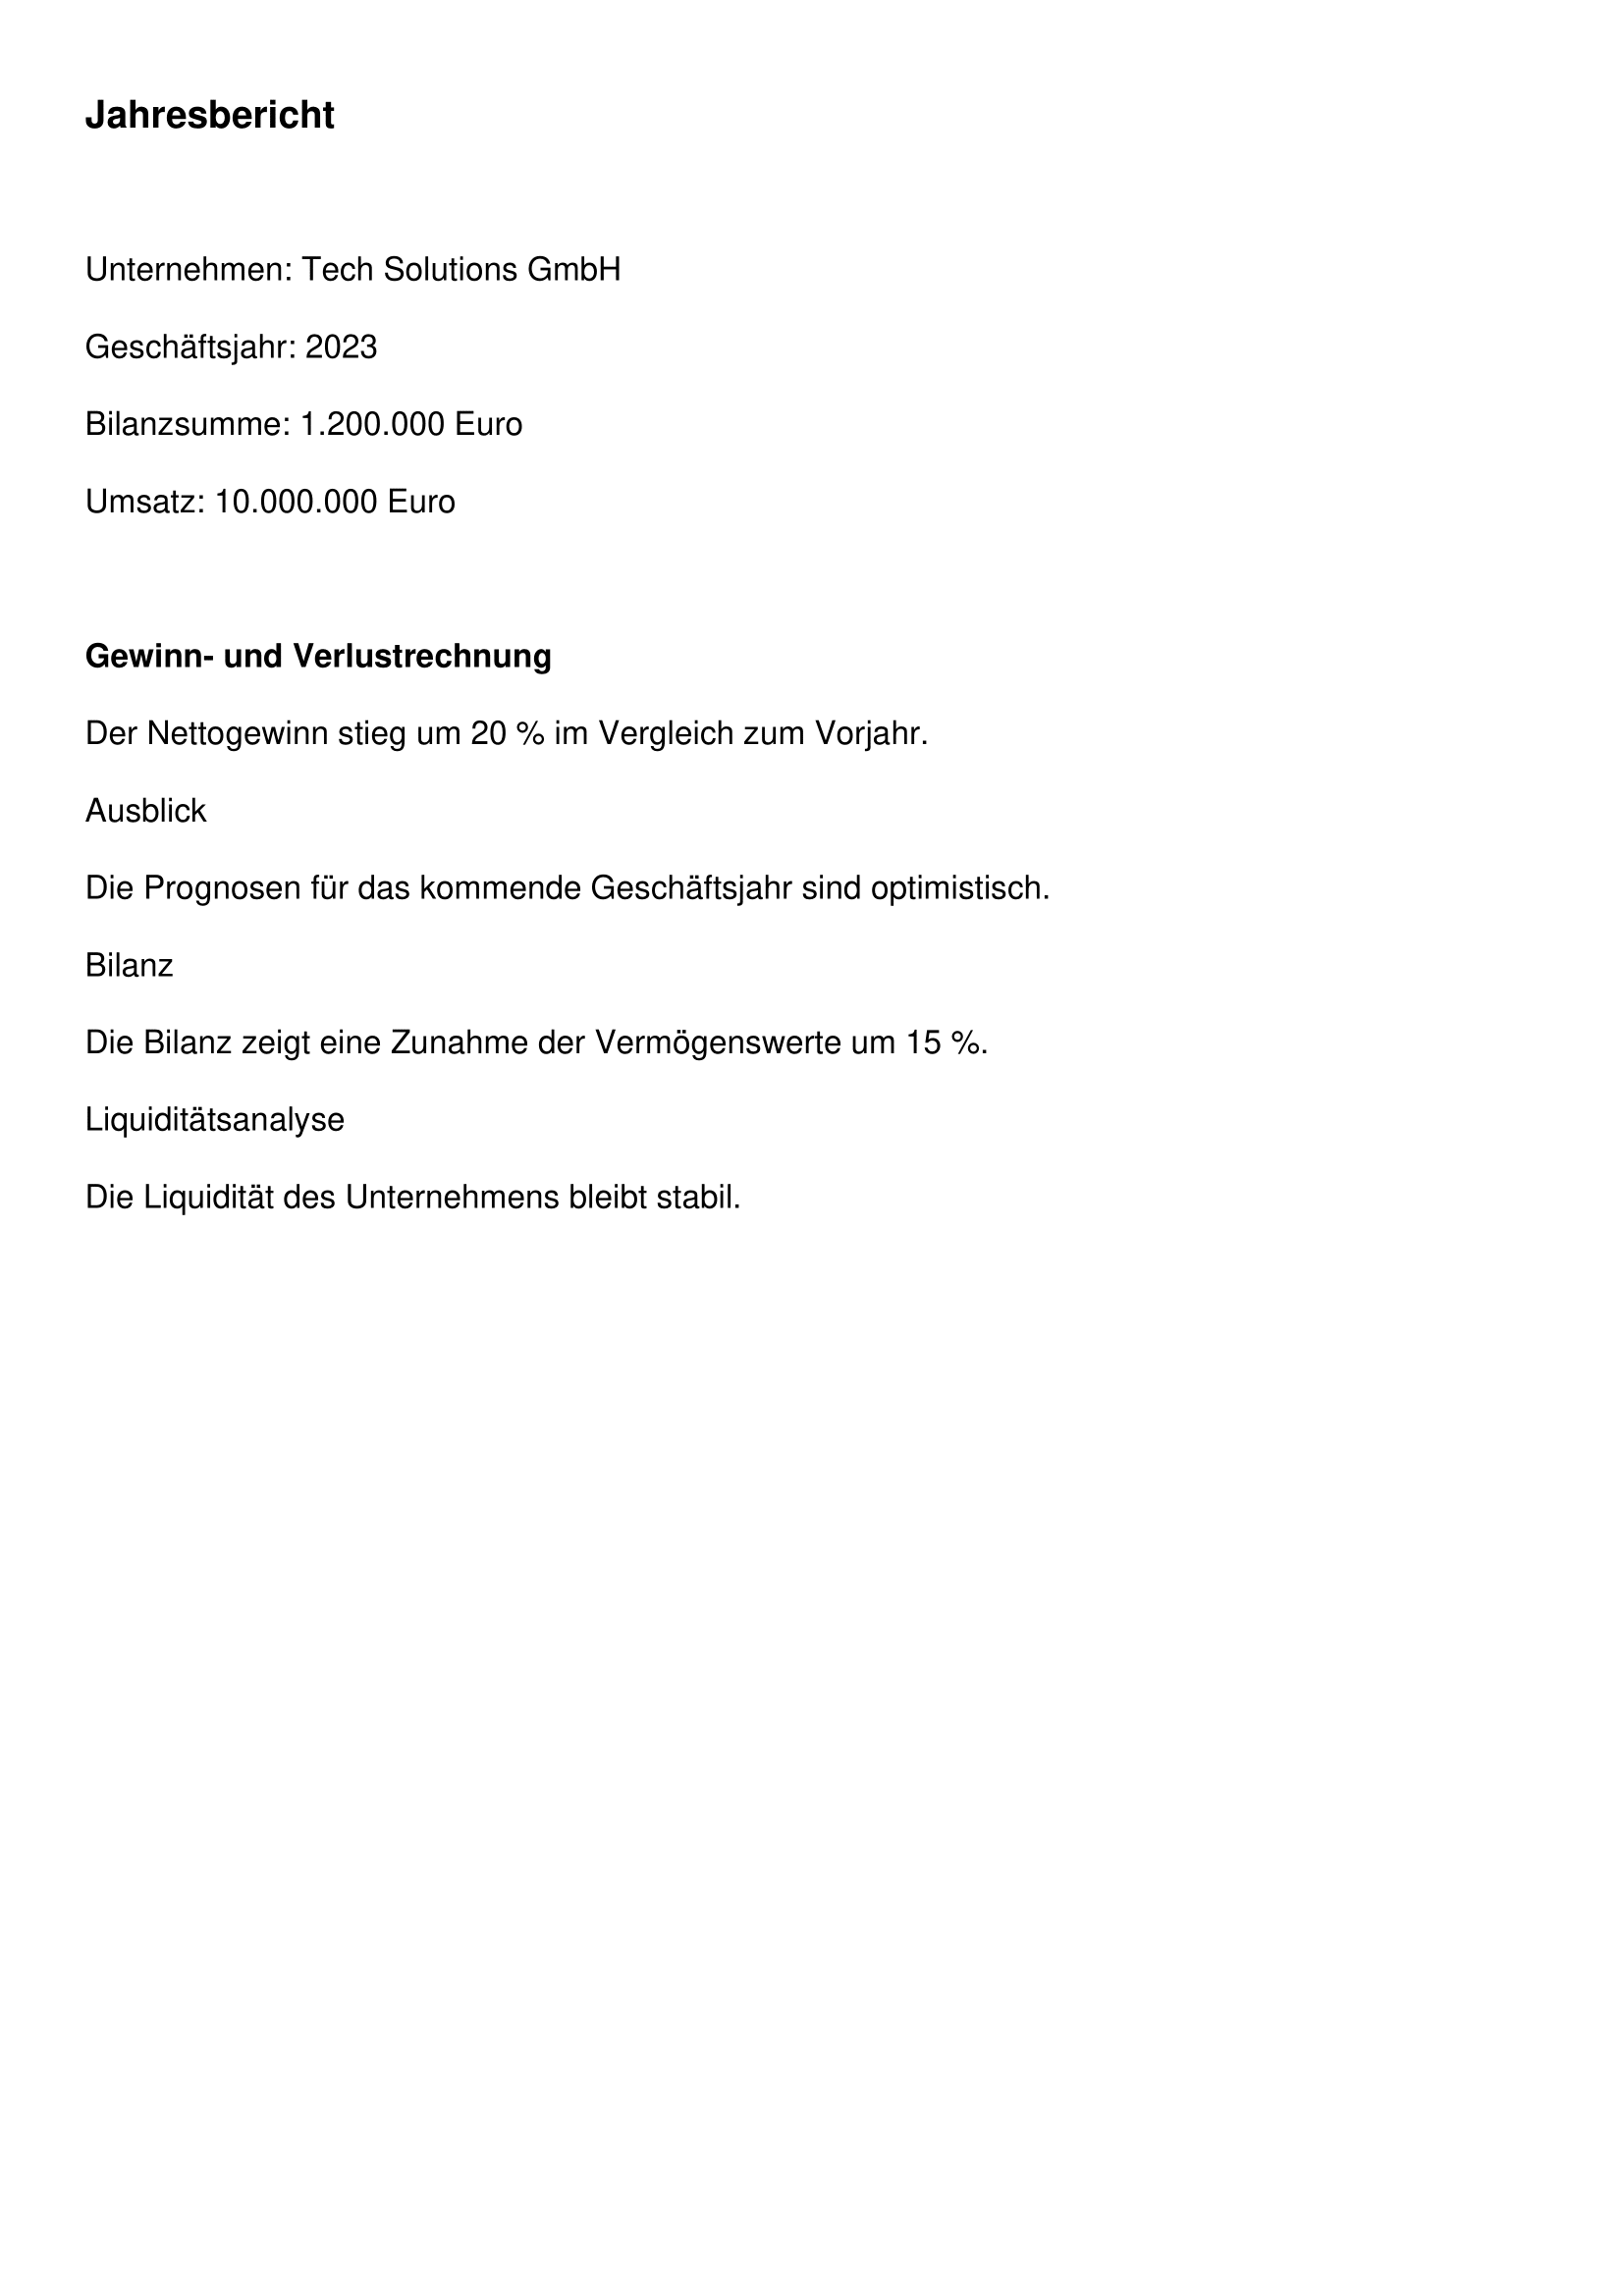 Jahresbericht
Unternehmen: Tech Solutions GmbH
Geschäftsjahr: 2023
Bilanzsumme: 1.200.000 Euro
Umsatz: 10.000.000 Euro
Gewinn- und Verlustrechnung
Der Nettogewinn stieg um 20 % im Vergleich zum Vorjahr.
Ausblick
Die Prognosen für das kommende Geschäftsjahr sind optimistisch.
Bilanz
Die Bilanz zeigt eine Zunahme der Vermögenswerte um 15 %.
Liquiditätsanalyse
Die Liquidität des Unternehmens bleibt stabil.